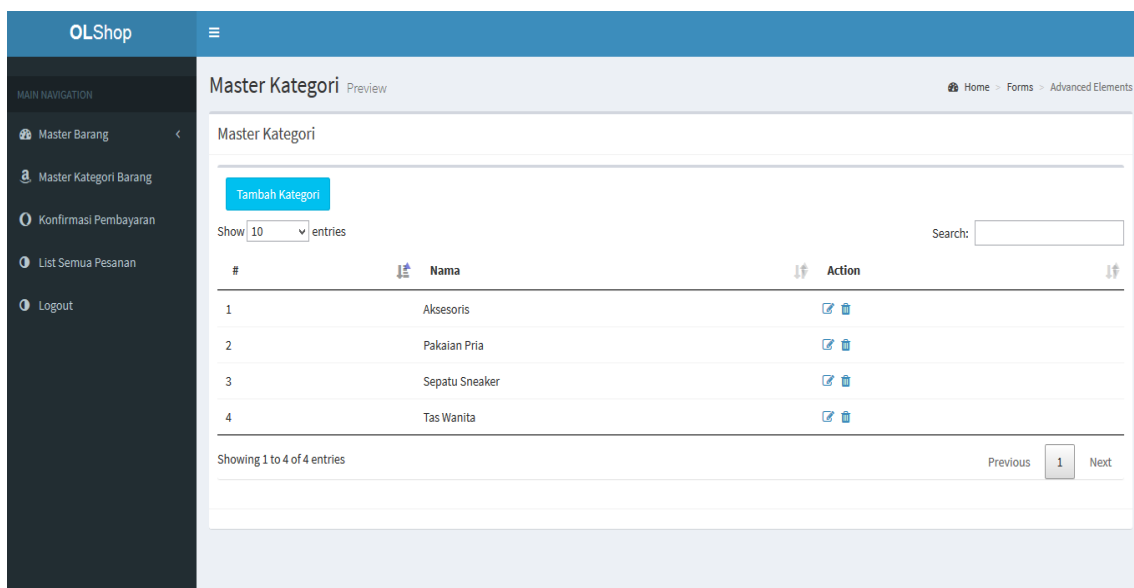 OLShop
MAIN NAVIGATION
Master Barang
Master Kategori Barang
Konfirmasi Pembayaran
List Semua Pesanan
Logout
Master Kategori Preview
Home > Forms > Advanced Elements
Master Kategori
Tambah Kategori
Show 10 entries
Search:
# Nama Action
1 Aksesoris
2 Pakaian Pria
3 Sepatu Sneaker
4 Tas Wanita
Showing 1 to 4 of 4 entries
Previous 1 Next